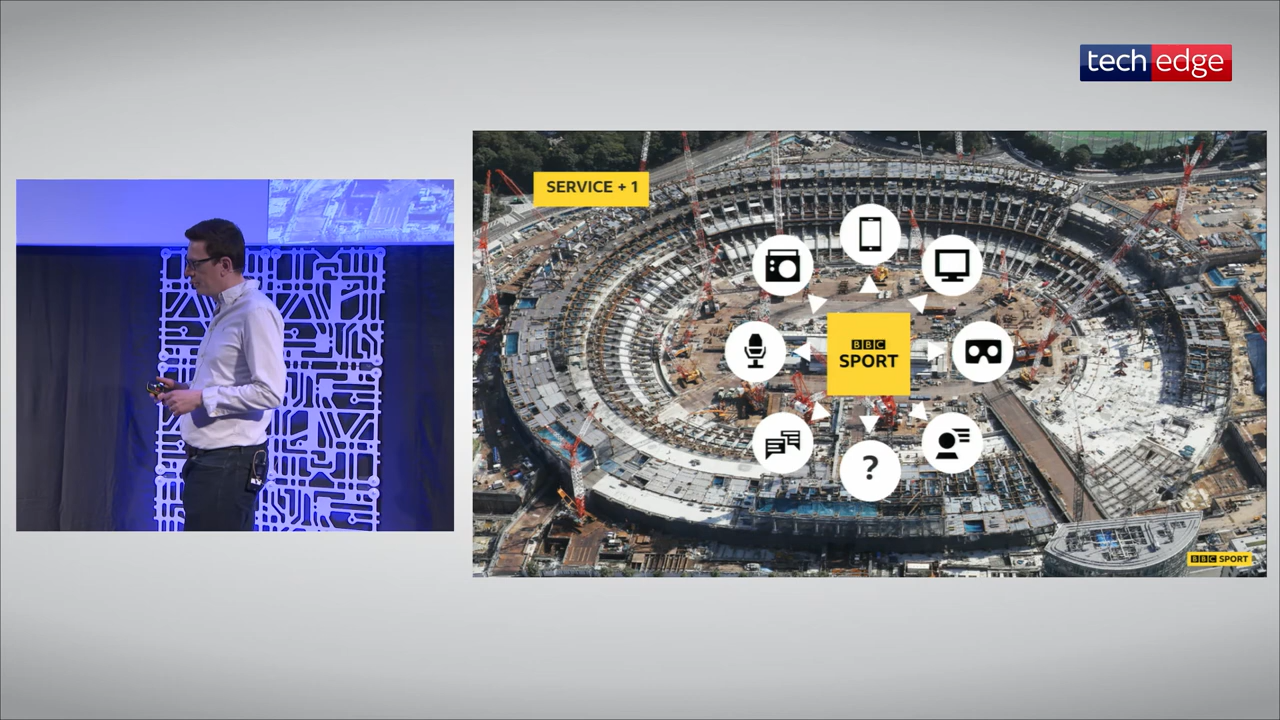 tech edge
SERVICE + 1
BBC
SPORT
?
BBC SPORT